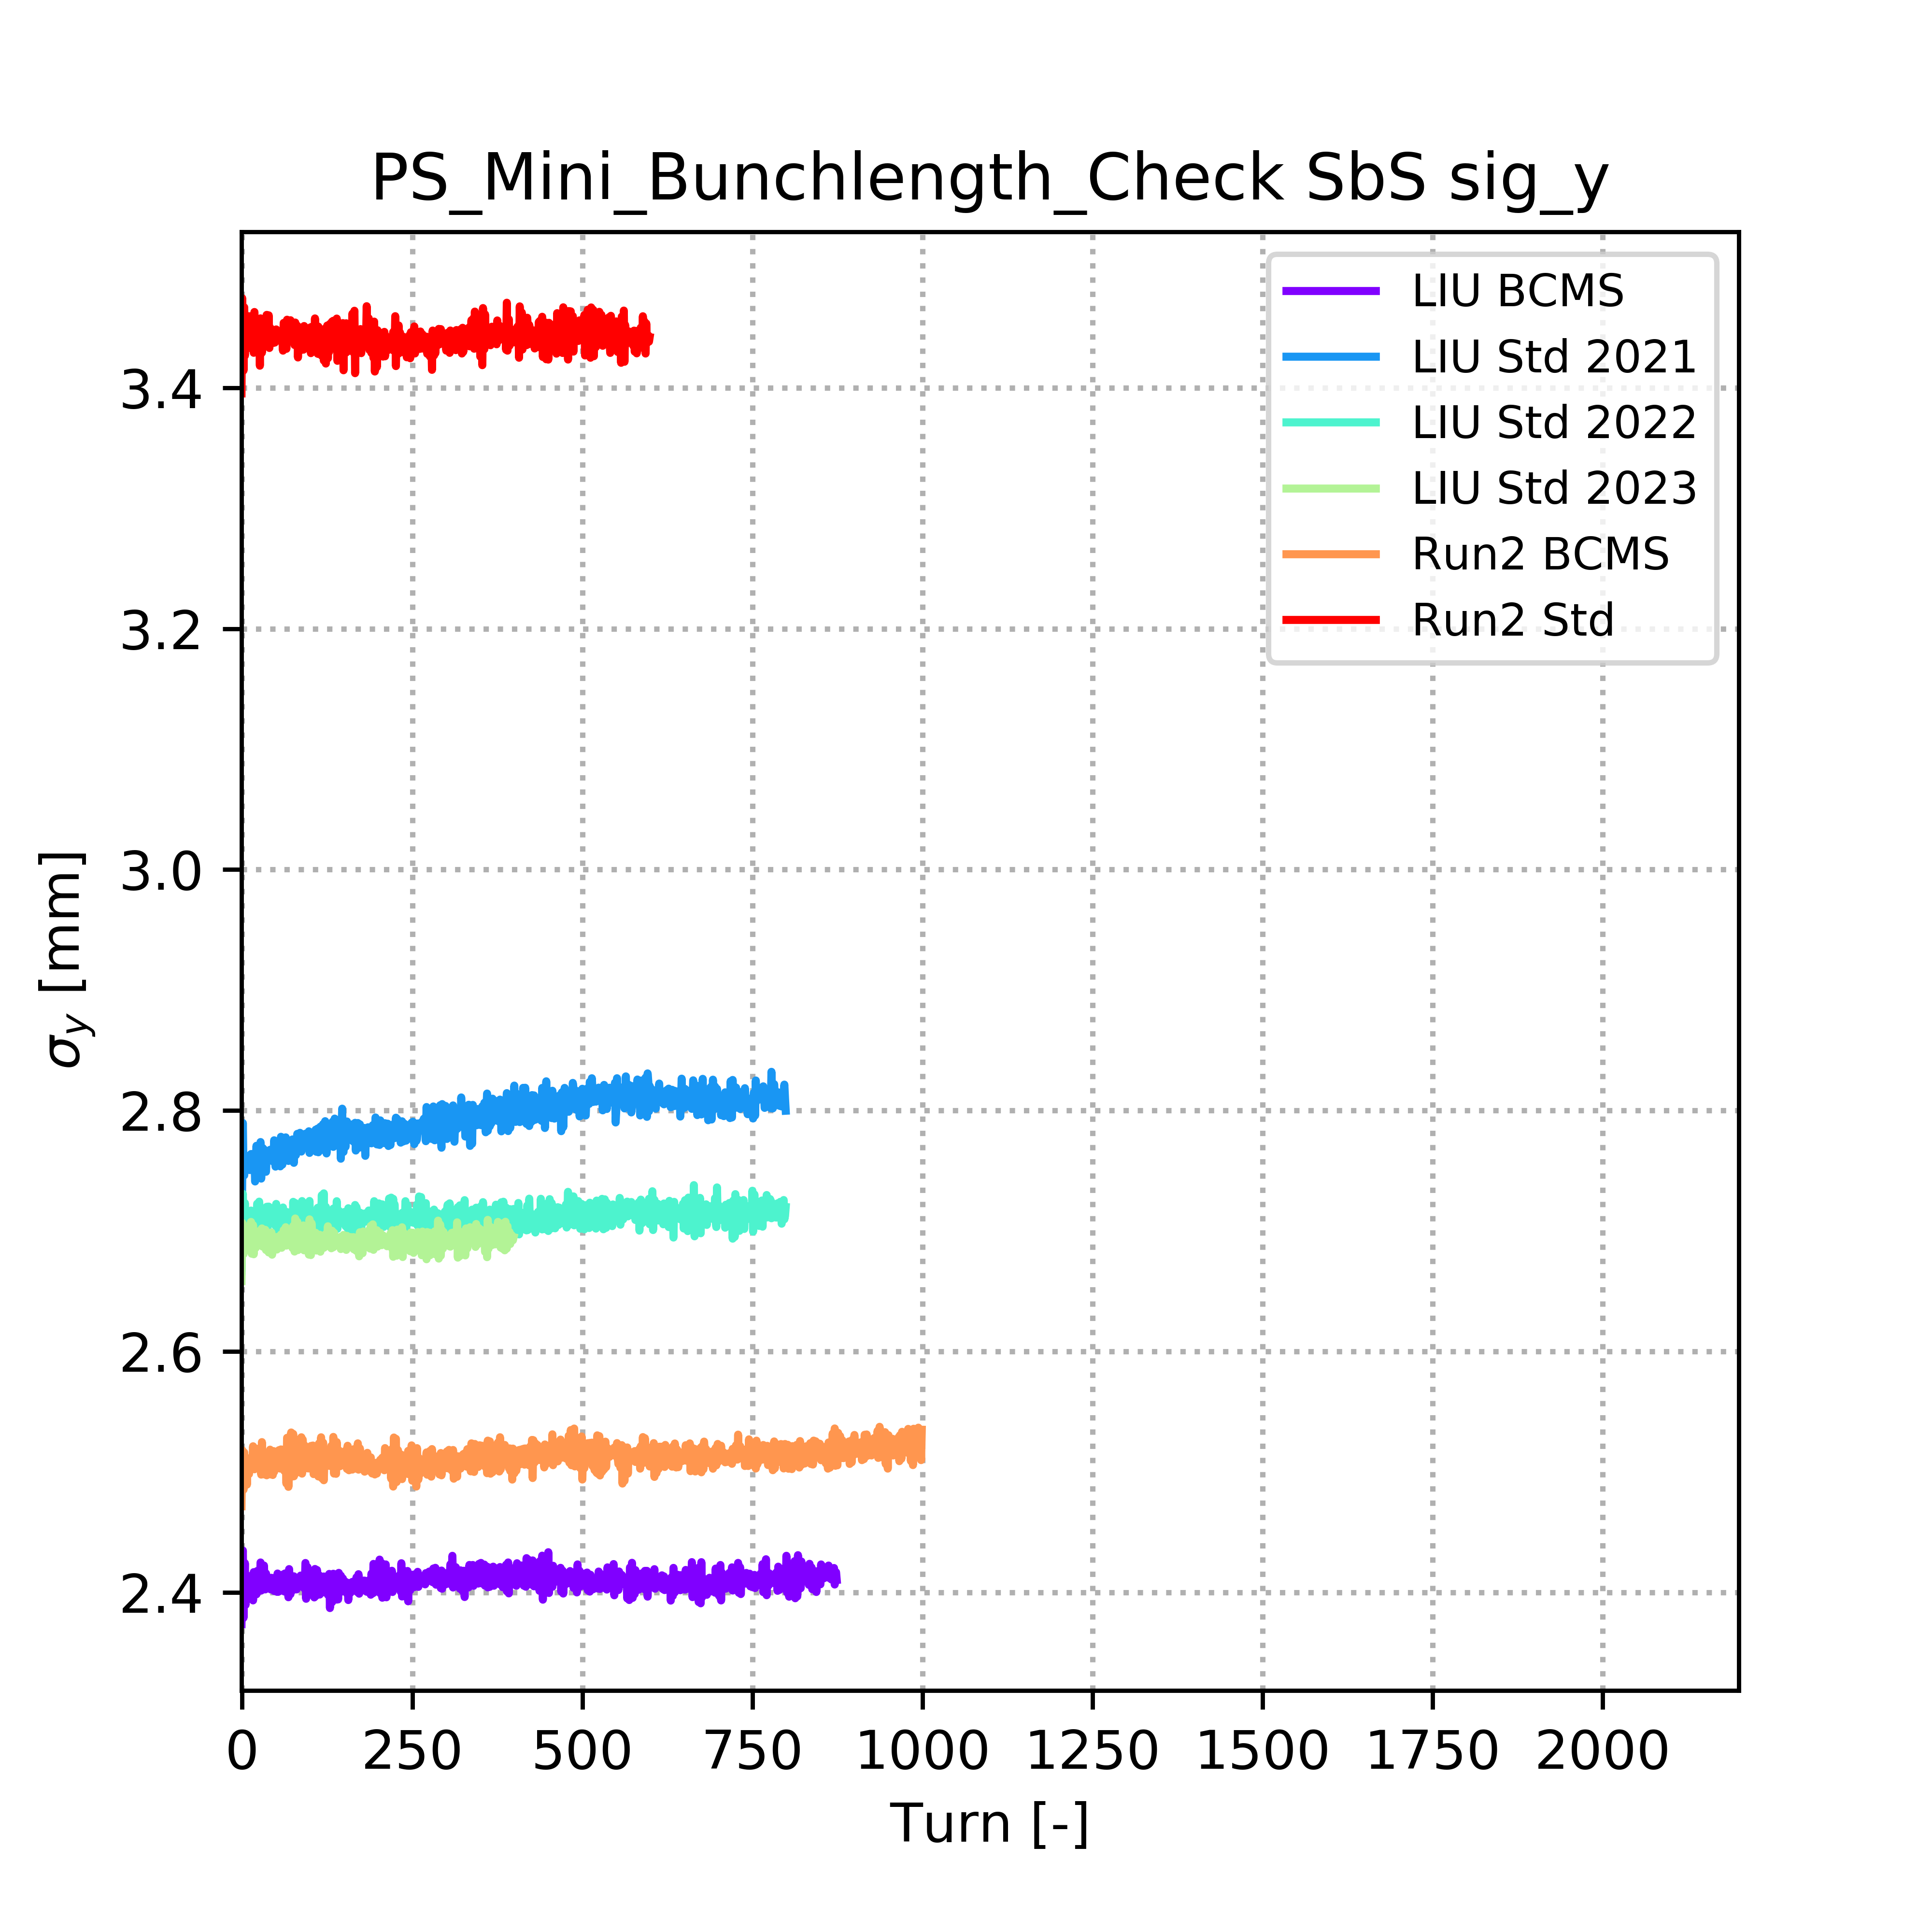 PS_Mini_Bunchlength_Check SbS sig_y
LIU BCMS
LIU Std 2021
LIU Std 2022
LIU Std 2023
Run2 BCMS
Run2 Std
3.4
3.2
3.0
2.8
2.6
2.4
σy [mm]
0 250 500 750 1000 1250 1500 1750 2000
Turn [-]